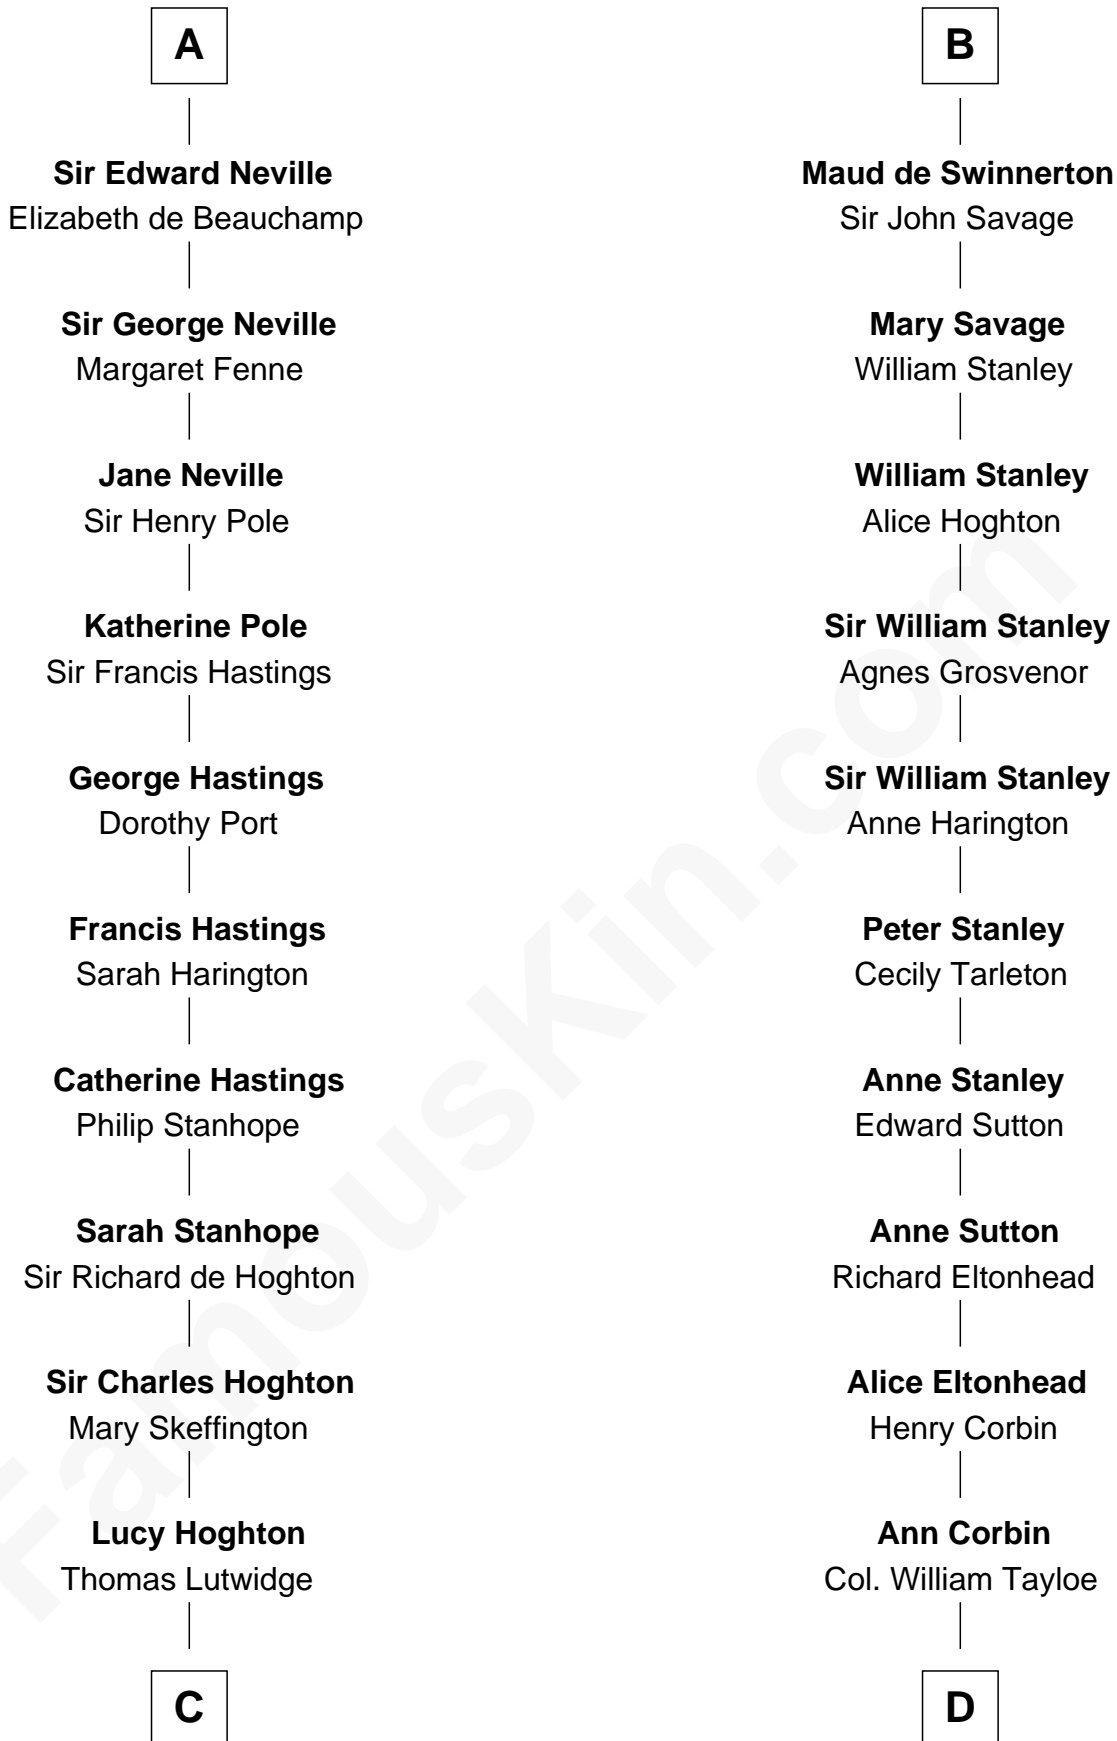 A
Sir Edward Neville
Elizabeth de Beauchamp
Sir George Neville
Margaret Fenne
Jane Neville
Sir Henry Pole
Katherine Pole
Sir Francis Hastings
George Hastings
Dorothy Port
Francis Hastings
Sarah Harington
Catherine Hastings
Philip Stanhope
Sarah Stanhope
Sir Richard de Hoghton
Sir Charles Hoghton
Mary Skeffington
Lucy Hoghton
Thomas Lutwidge
C
B
Maud de Swinnerton
Sir John Savage
Mary Savage
William Stanley
William Stanley
Alice Hoghton
Sir William Stanley
Agnes Grosvenor
Sir William Stanley
Anne Harington
Peter Stanley
Cecily Tarleton
Anne Stanley
Edward Sutton
Anne Sutton
Richard Eltonhead
Alice Eltonhead
Henry Corbin
Ann Corbin
Col. William Tayloe
D
FamousKin.com